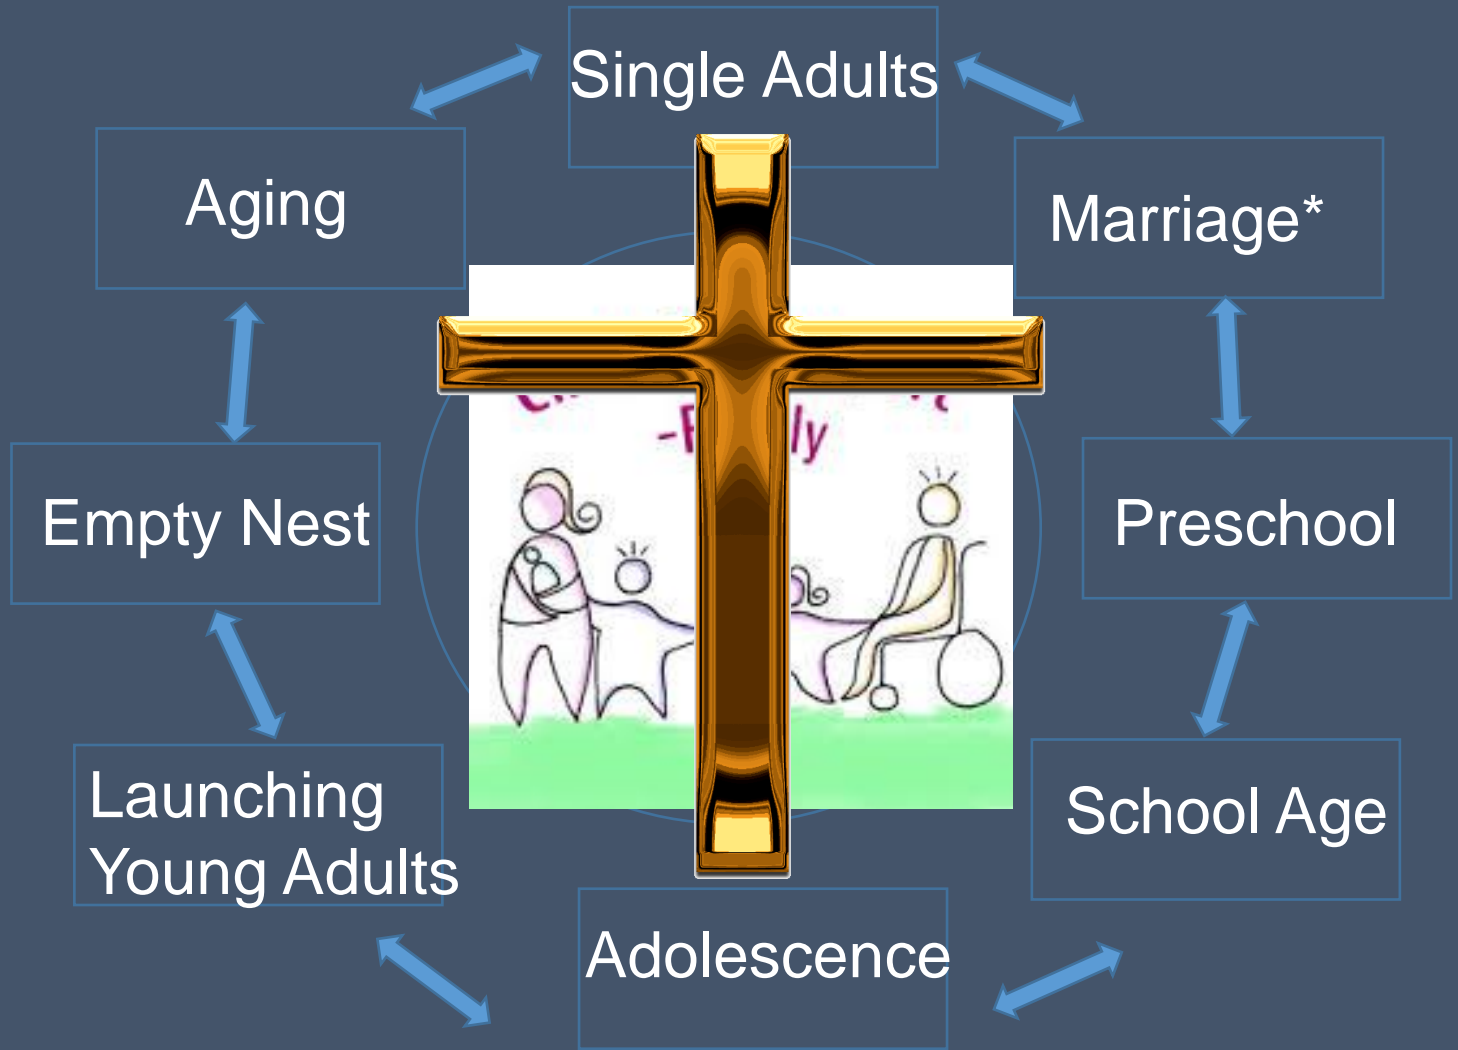 Single Adults
Marriage*
Preschool
School Age
Adolescence
Launching
Young Adults
Empty Nest
Aging